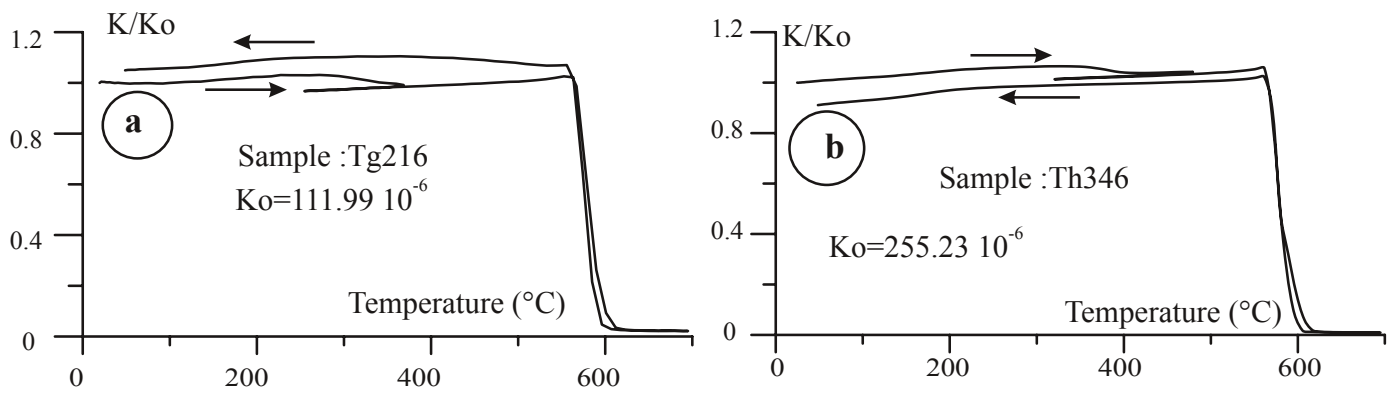 K/Ko
1.2
0.8
0.4
0
a
Sample :Tg216
Ko=111.99 10⁻⁶
Temperature (°C)
0
200
400
600
K/Ko
1.2
0.8
0.4
0
b
Sample :Th346
Ko=255.23 10⁻⁶
Temperature (°C)
0
200
400
600